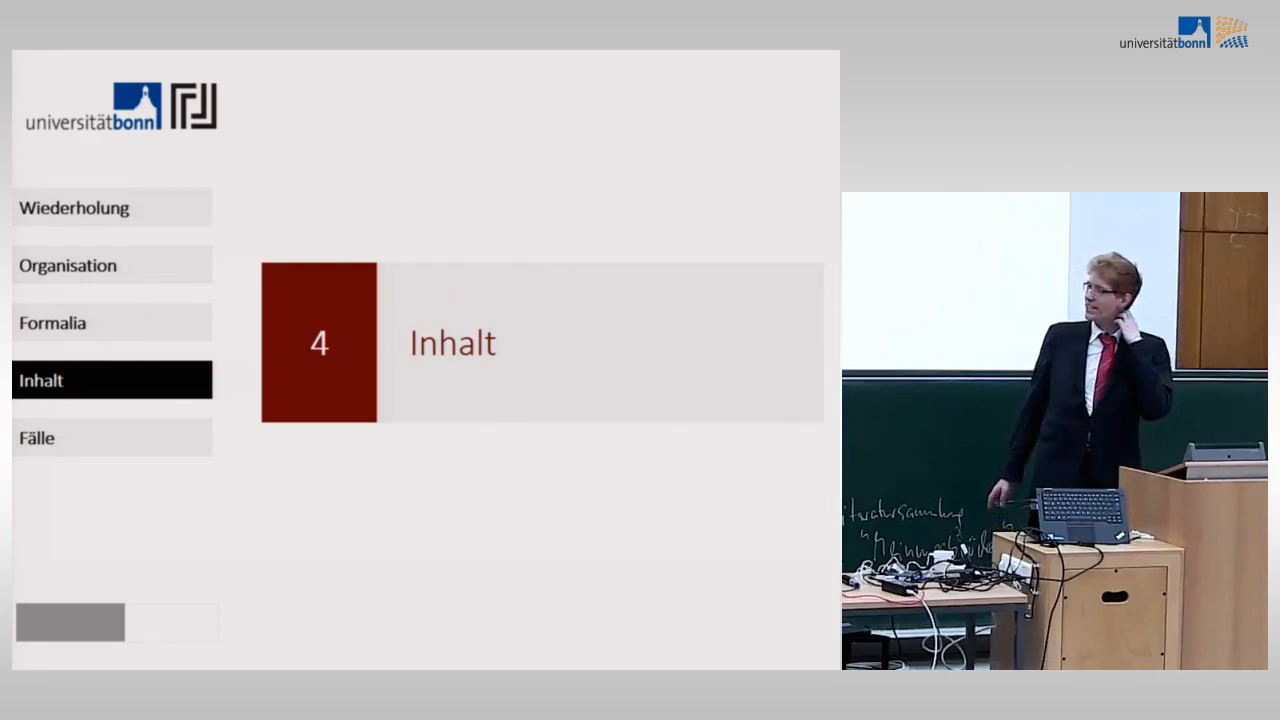 universitätbonn
universitätbonn
Wiederholung
Organisation
Formalia
Inhalt
Fälle
4 Inhalt